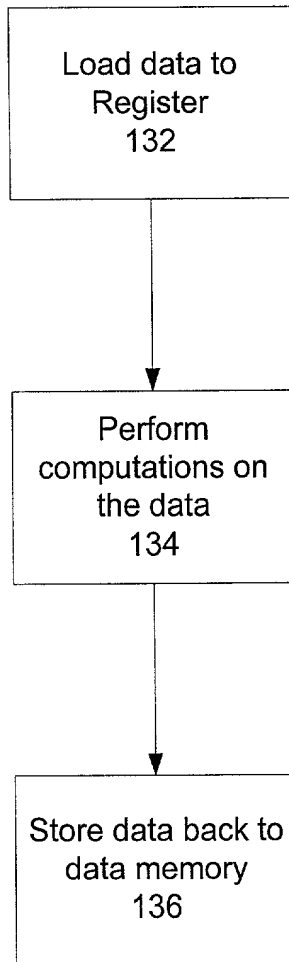 Load data to
Register
132
Perform
computations on
the data
134
Store data back to
data memory
136